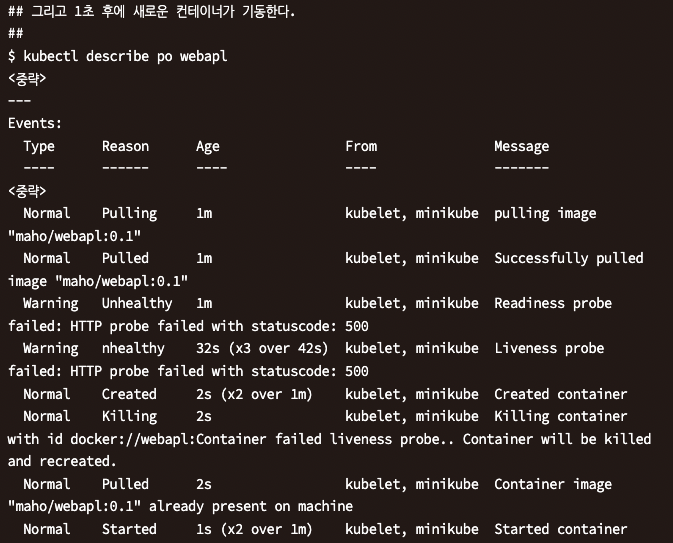 ## 그리고 1초 후에 새로운 컨테이너가 기동한다.
##
$ kubectl describe po webapl
<중략>
---
Events:
  Type     Reason     Age                From               Message
  ----     ------     ----               ----               -------
<중략>
  Normal   Pulling    1m                 kubelet, minikube  pulling image
"maho/webapl:0.1"
  Normal   Pulled     1m                 kubelet, minikube  Successfully pulled
image "maho/webapl:0.1"
  Warning  Unhealthy  1m                 kubelet, minikube  Readiness probe
failed: HTTP probe failed with statuscode: 500
  Warning  nhealthy   32s (x3 over 42s)  kubelet, minikube  Liveness probe
failed: HTTP probe failed with statuscode: 500
  Normal   Created    2s (x2 over 1m)    kubelet, minikube  Created container
  Normal   Killing    2s                 kubelet, minikube  Killing container
with id docker://webapl:Container failed liveness probe.. Container will be killed
and recreated.
  Normal   Pulled     2s                 kubelet, minikube  Container image
"maho/webapl:0.1" already present on machine
  Normal   Started    1s (x2 over 1m)    kubelet, minikube  Started container